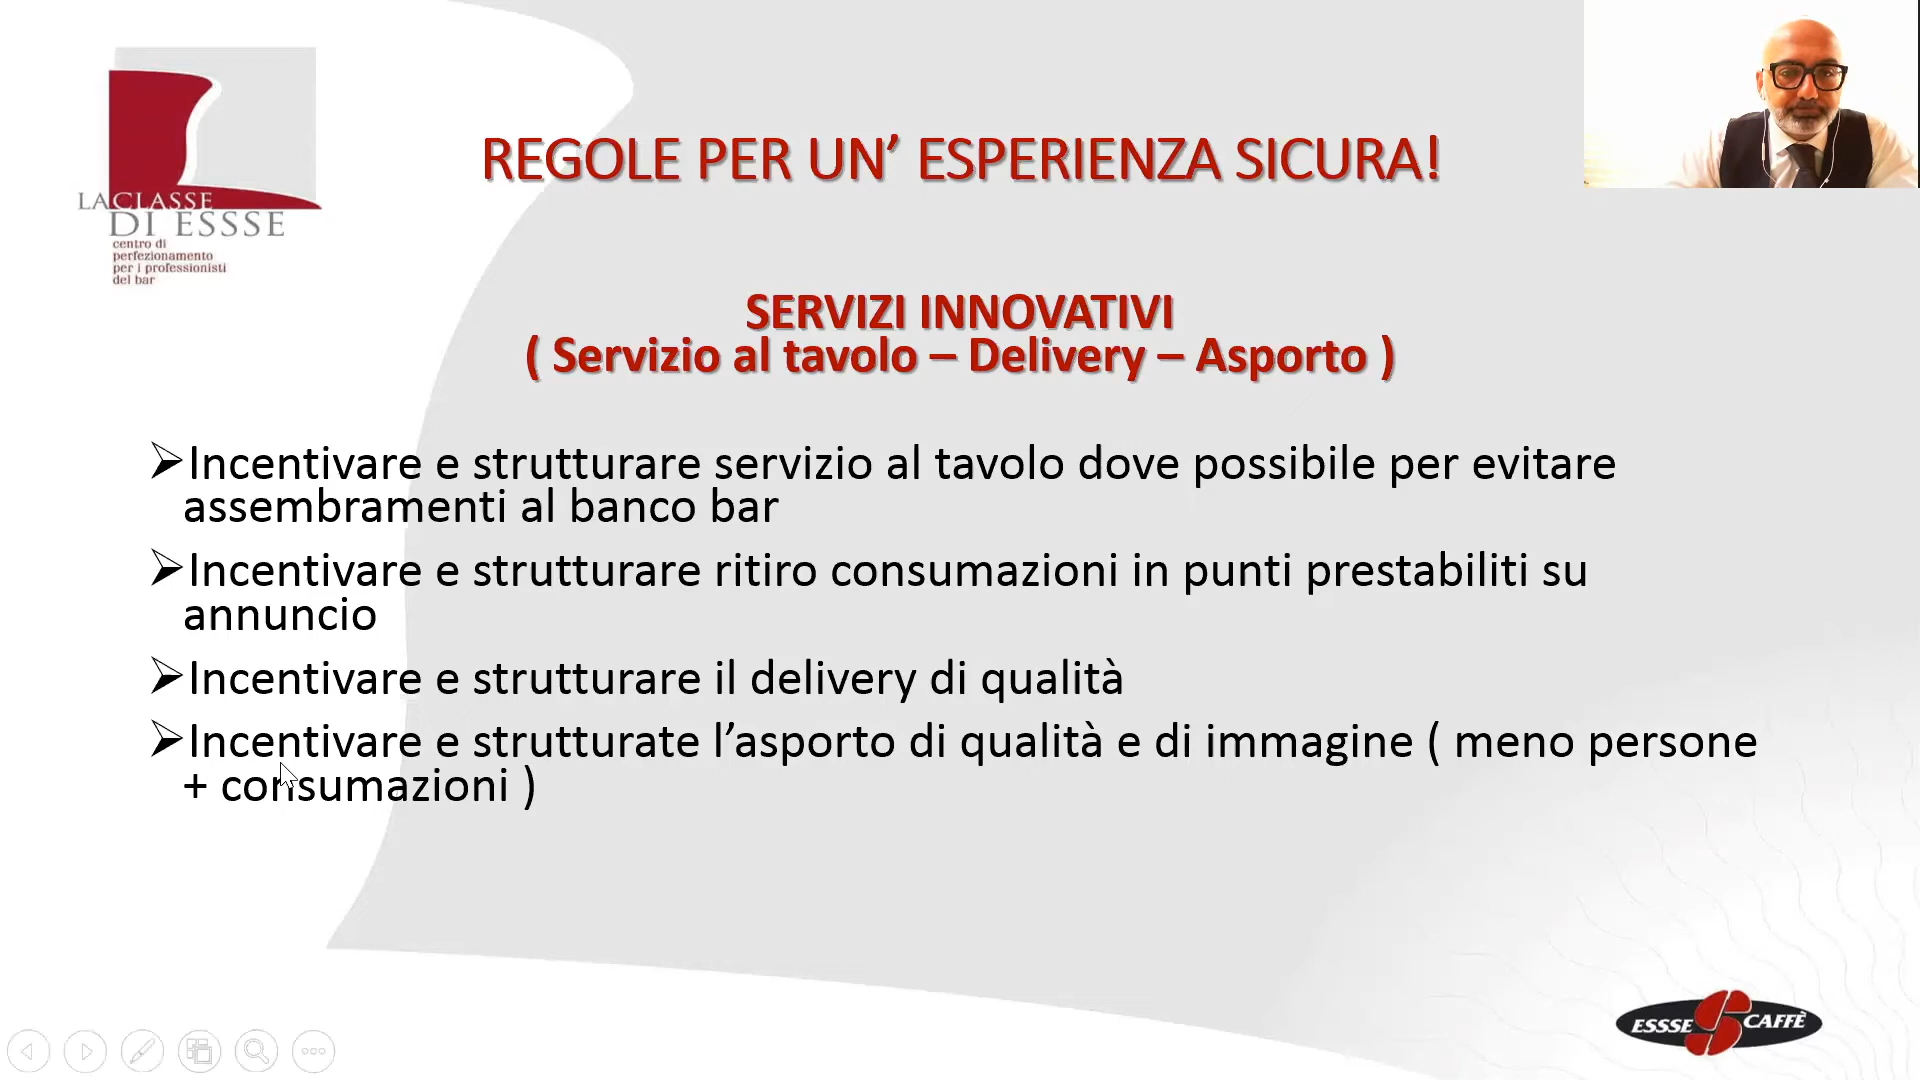 LACLASSE
DI ESSSE
centro di
perfezionamento
per i professionisti
del bar
REGOLE PER UN’ ESPERIENZA SICURA!
SERVIZI INNOVATIVI
( Servizio al tavolo – Delivery – Asporto )
➢Incentivare e strutturare servizio al tavolo dove possibile per evitare
assembramenti al banco bar
➢Incentivare e strutturare ritiro consumazioni in punti prestabiliti su
annuncio
➢Incentivare e strutturare il delivery di qualità
➢Incentivare e strutturate l’asporto di qualità e di immagine ( meno persone
+ consumazioni )
ESSSE CAFFÈ